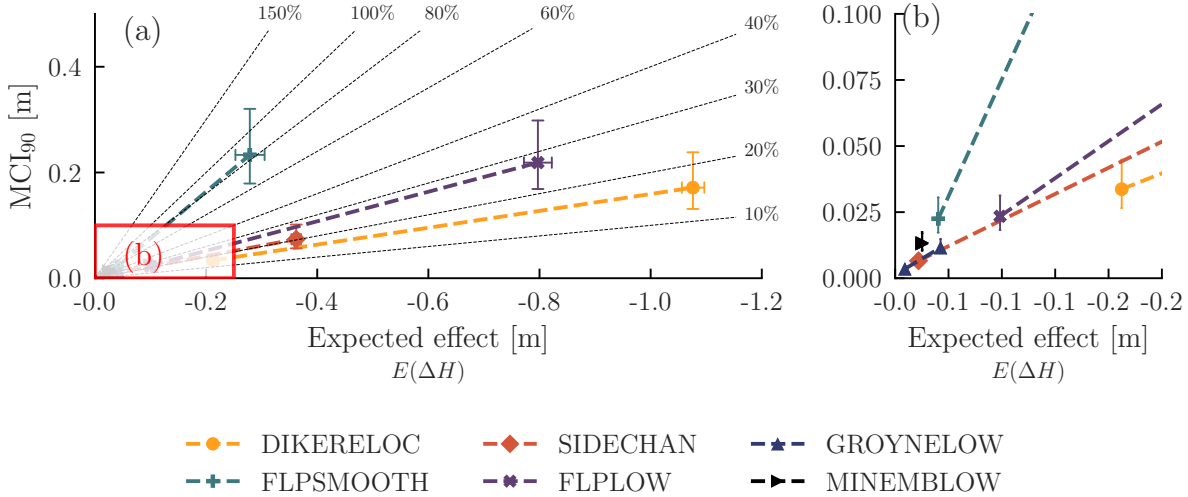 (a)
150%
100%
80%
60%
40%
30%
20%
10%
0.4
0.2
0.0
MCI90 [m]
(b)
-0.0
-0.2
-0.4
-0.6
-0.8
-1.0
-1.2
Expected effect [m]
E(ΔH)
(b)
0.100
0.075
0.050
0.025
0.000
-0.0
-0.1
-0.1
-0.1
-0.2
-0.2
Expected effect [m]
E(ΔH)
DIKERELOC
SIDECHAN
GROYNELOW
FLPSMOOTH
FLPLOW
MINEMBLOW